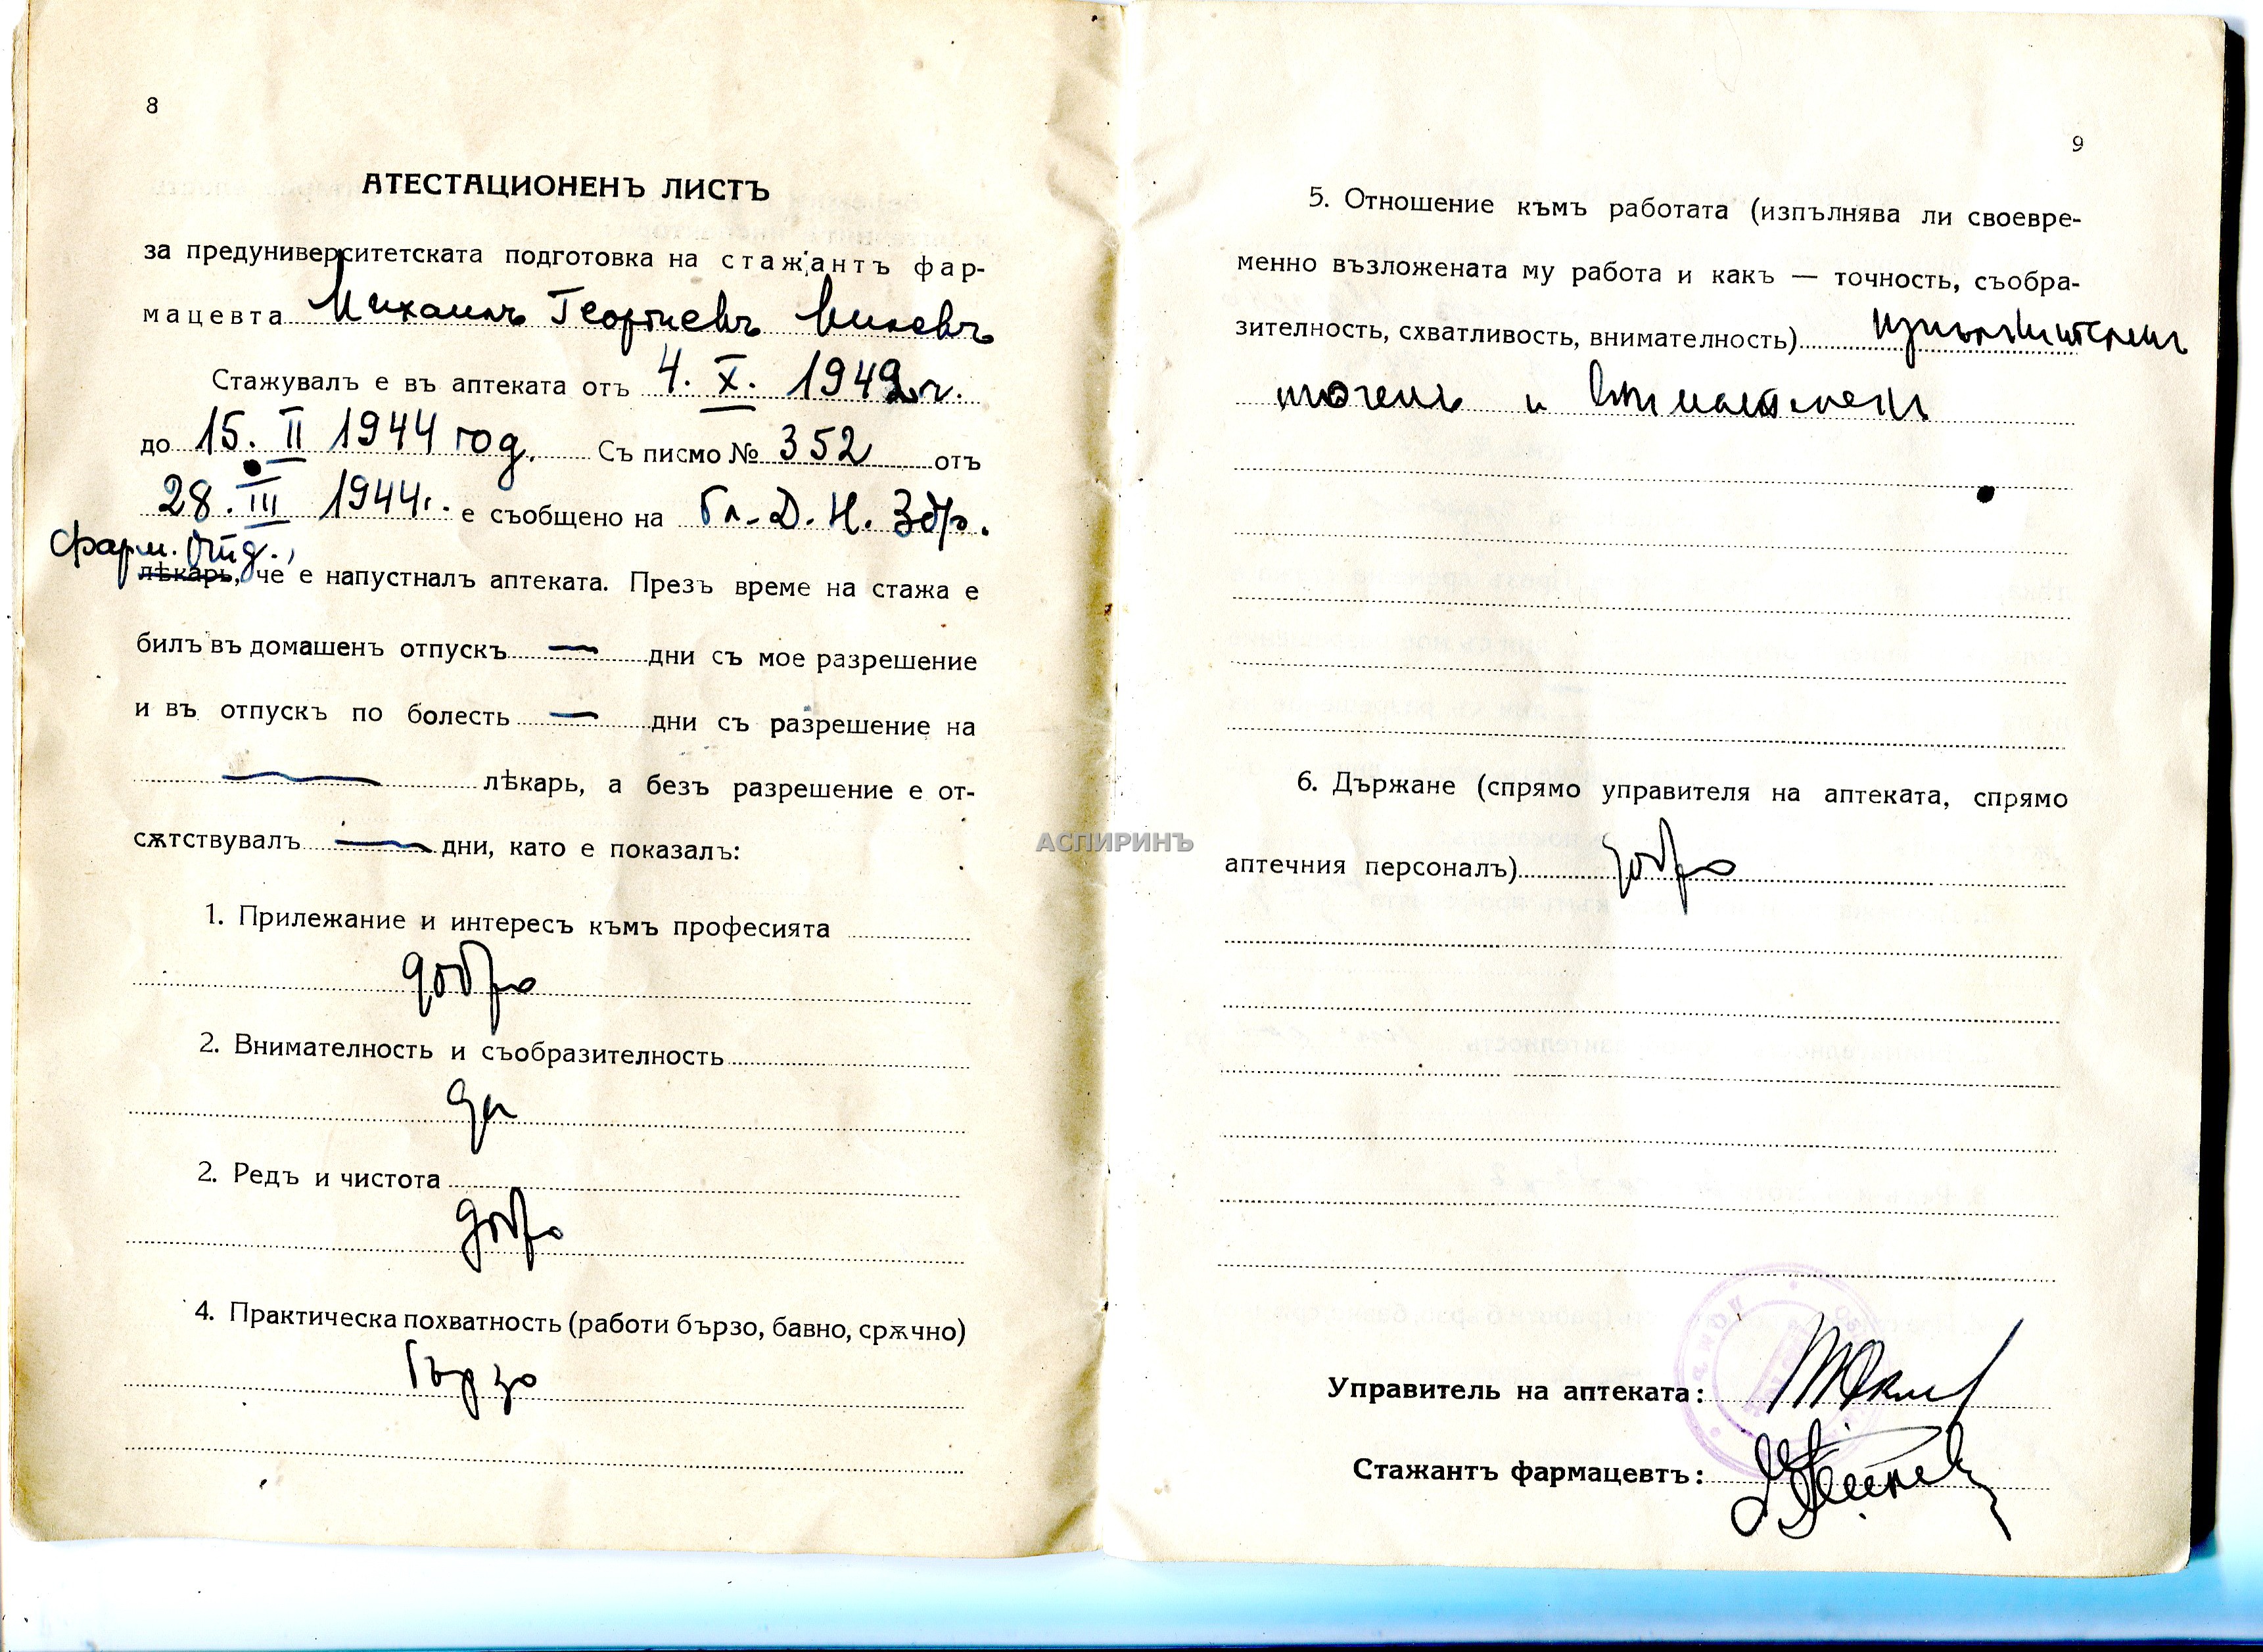 8
АТЕСТАЦИОНЕНЪ ЛИСТЪ
за предуниверситетската подготовка на стажантъ фар-
мацевта Михаилъ Георгиевъ
Стажувалъ е въ аптеката отъ 4. X. 1942 г.
до 15. II 1944 год. Съ писмо № 352 отъ
28. III 1944 г. е съобщено на Гл. Д. Н. Здр.
фарм. Отд.,
лѣкарь, че е напустналъ аптеката. Презъ време на стажа е
билъ въ домашенъ отпускъ — дни съ мое разрешение
и въ отпускъ по болесть — дни съ разрешение на
— лѣкарь, а безъ разрешение е от-
сѫтствувалъ — дни, като е показалъ:
1. Прилежание и интересъ къмъ професията
добро
2. Внимателность и съобразителность
да
2. Редъ и чистота
добро
4. Практическа похватность (работи бързо, бавно, срѫчно)
бързо
АСПИРИНЪ
9
5. Отношение къмъ работата (изпълнява ли своевре-
менно възложената му работа и какъ — точность, съобра-
зителность, схватливость, внимателность) изпълнителенъ
точенъ и внимателенъ
6. Държане (спрямо управителя на аптеката, спрямо
аптечния персоналъ) добро
Управитель на аптеката:
Стажантъ фармацевтъ: